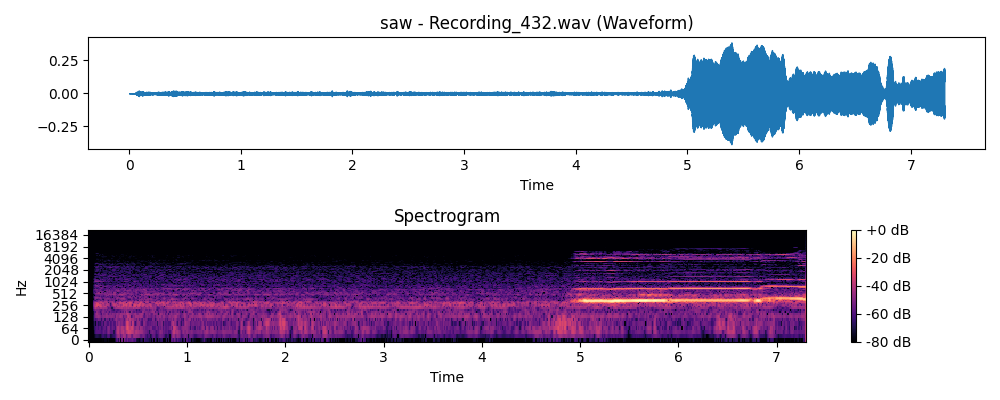 saw - Recording_432.wav (Waveform)
0.25
0.00
−0.25
0 1 2 3 4 5 6 7
Time
Spectrogram
16384
8192
4096
2048
1024
512
256
128
64
0
Hz
0 1 2 3 4 5 6 7
Time
+0 dB
-20 dB
-40 dB
-60 dB
-80 dB